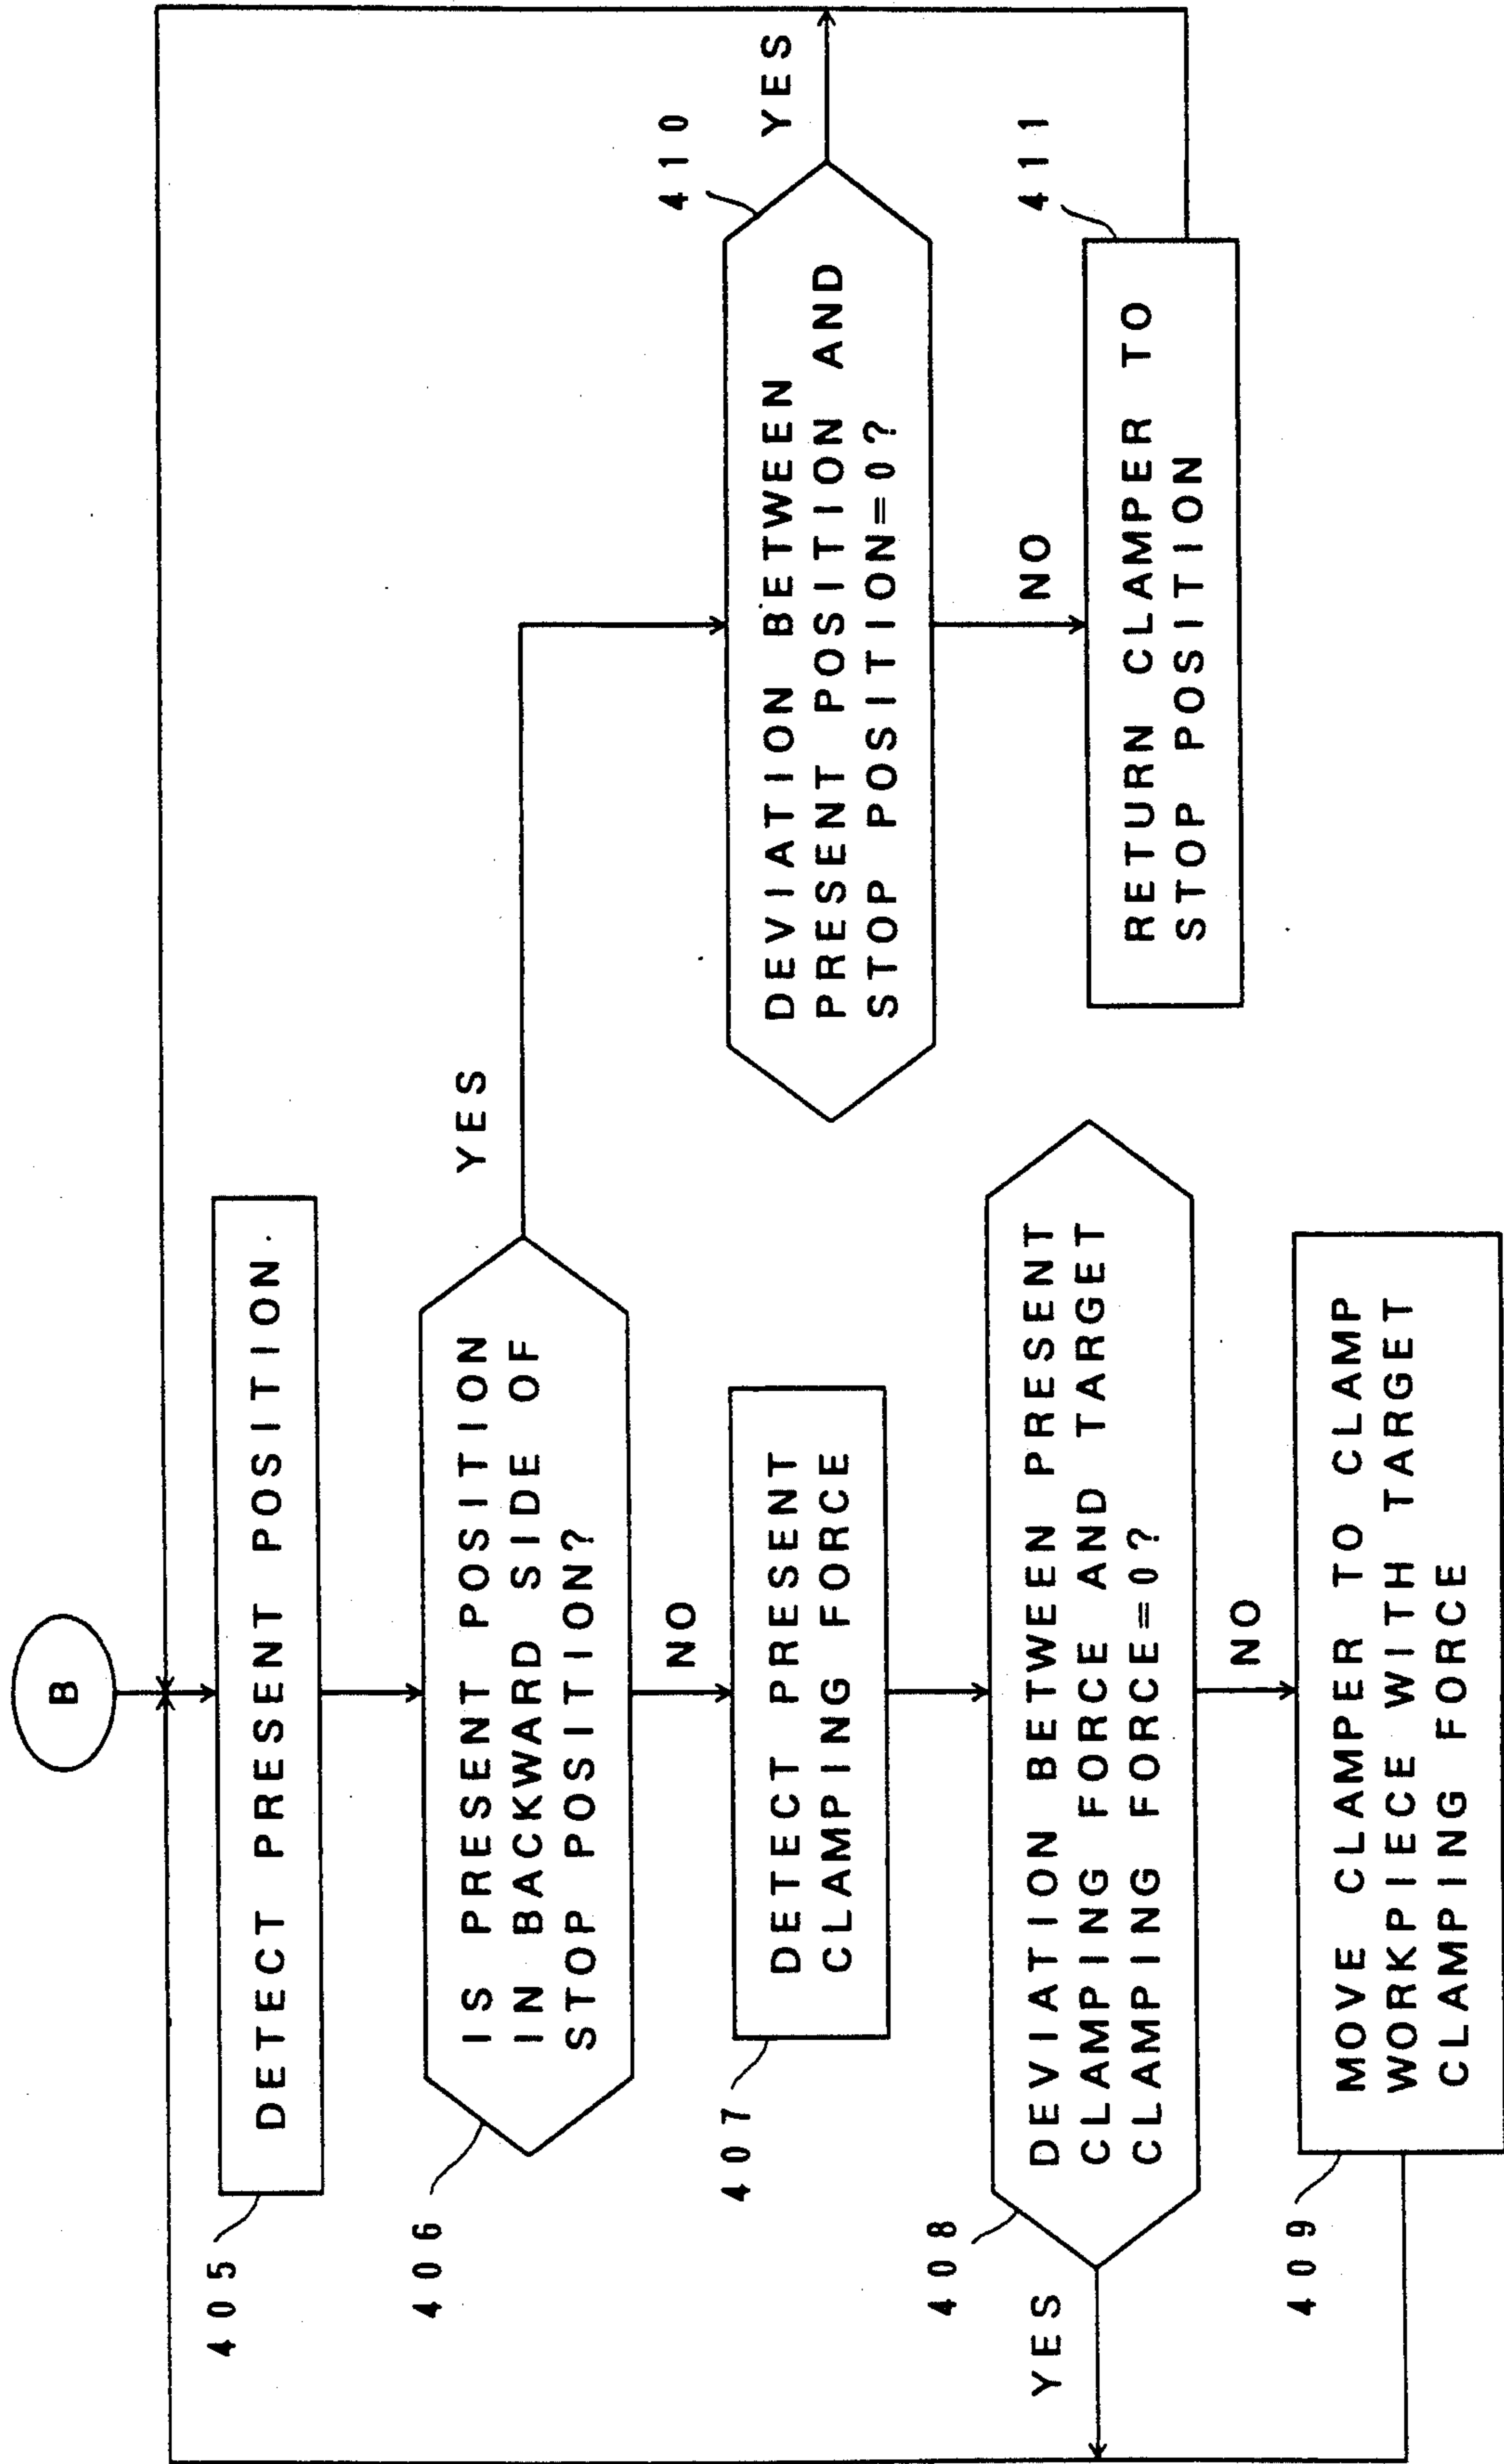 B
405
DETECT PRESENT POSITION
406
IS PRESENT POSITION
IN BACKWARD SIDE OF
STOP POSITION?
YES
NO
407
DETECT PRESENT
CLAMPING FORCE
408
DEVIATION BETWEEN PRESENT
CLAMPING FORCE AND TARGET
CLAMPING FORCE=0?
YES
NO
409
MOVE CLAMPER TO CLAMP
WORKPIECE WITH TARGET
CLAMPING FORCE
410
DEVIATION BETWEEN
PRESENT POSITION AND
STOP POSITION=0?
YES
NO
411
RETURN CLAMPER TO
STOP POSITION